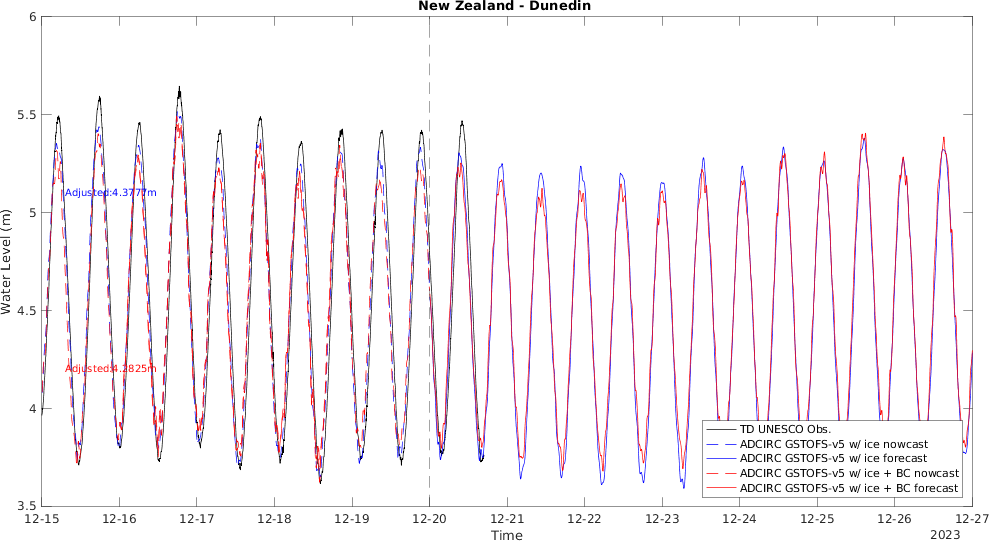 New Zealand - Dunedin
6
5.5
5
4.5
4
3.5
Water Level (m)
Adjusted:4.3777m
Adjusted:4.2825m
TD UNESCO Obs.
ADCIRC GSTOFS-v5 w/ ice nowcast
ADCIRC GSTOFS-v5 w/ ice forecast
ADCIRC GSTOFS-v5 w/ ice + BC nowcast
ADCIRC GSTOFS-v5 w/ ice + BC forecast
12-15 12-16 12-17 12-18 12-19 12-20 12-21 12-22 12-23 12-24 12-25 12-26 12-27
Time
2023